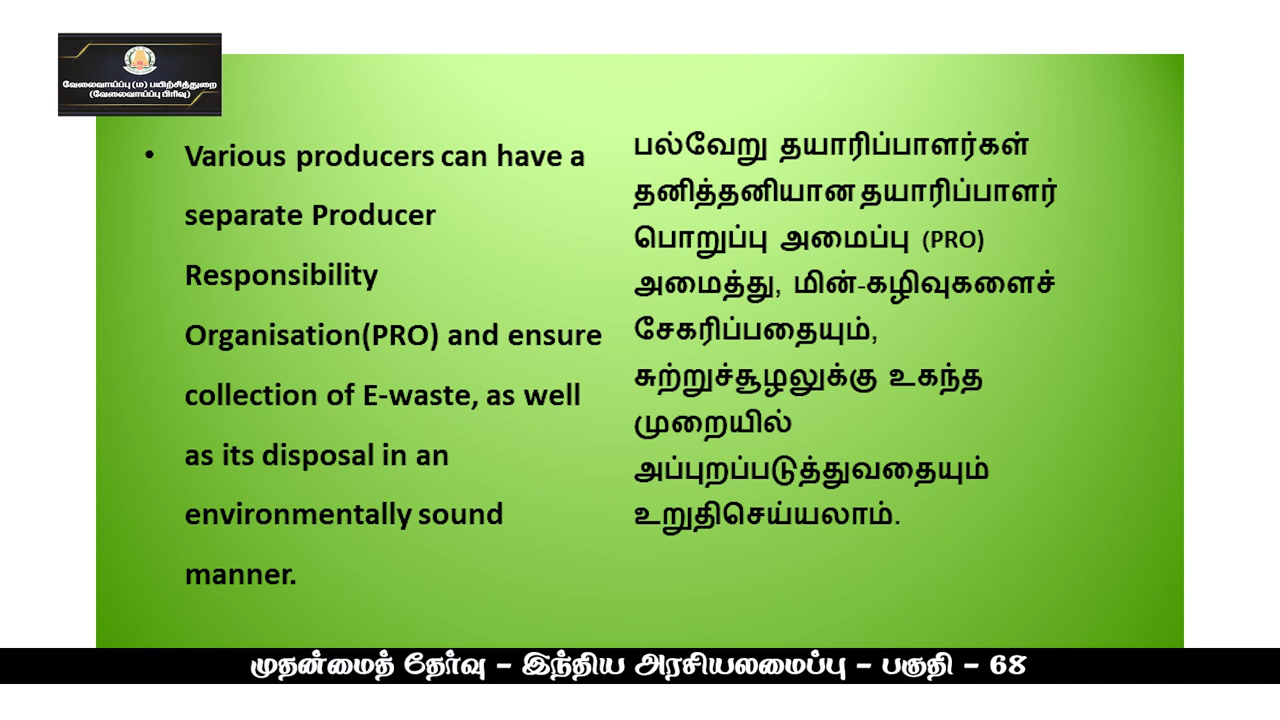 வேலைவாய்ப்பு (ம) பயிற்சித்துறை
(வேலைவாய்ப்பு பிரிவு)
• Various producers can have a
separate Producer
Responsibility
Organisation(PRO) and ensure
collection of E-waste, as well
as its disposal in an
environmentally sound
manner.
பல்வேறு தயாரிப்பாளர்கள்
தனித்தனியான தயாரிப்பாளர்
பொறுப்பு அமைப்பு (PRO)
அமைத்து, மின்-கழிவுகளைச்
சேகரிப்பதையும்,
சுற்றுச்சூழலுக்கு உகந்த
முறையில்
அப்புறப்படுத்துவதையும்
உறுதிசெய்யலாம்.
முதன்மைத் தேர்வு – இந்திய அரசியலமைப்பு – பகுதி – 68